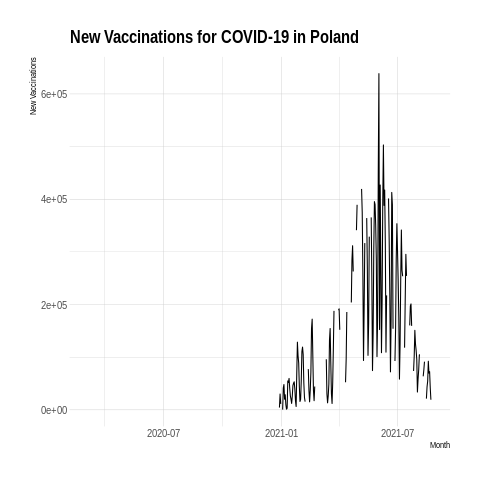 New Vaccinations for COVID-19 in Poland
New Vaccinations
6e+05
4e+05
2e+05
0e+00
2020-07
2021-01
2021-07
Month